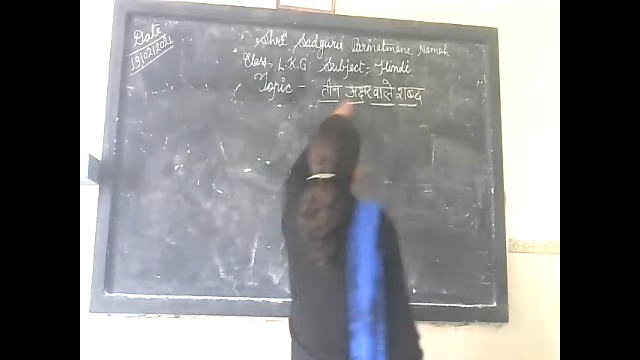 Date
19/02/2021
Shri Sadguru Parmatmane Namah
Class - L.K.G Subject - Hindi
Topic - तीन अक्षर वाले शब्द